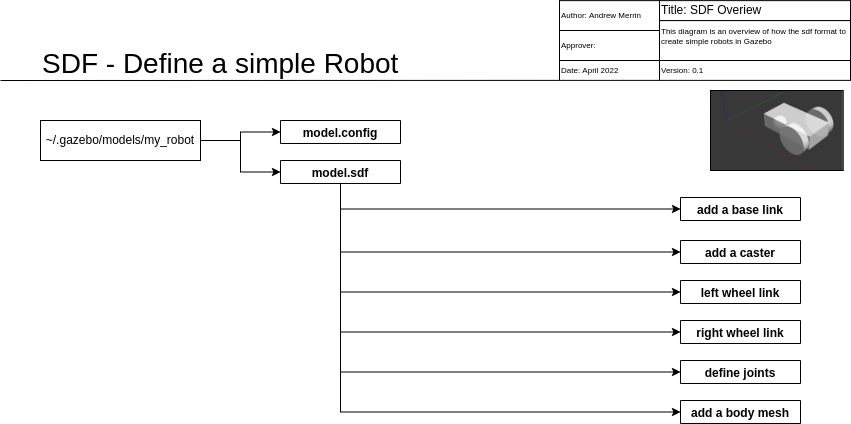 Author: Andrew Merrin
Title: SDF Overiew
This diagram is an overview of how the sdf format to
create simple robots in Gazebo
Approver:
Date: April 2022
Version: 0.1
SDF - Define a simple Robot
~/.gazebo/models/my_robot
model.config
model.sdf
add a base link
add a caster
left wheel link
right wheel link
define joints
add a body mesh